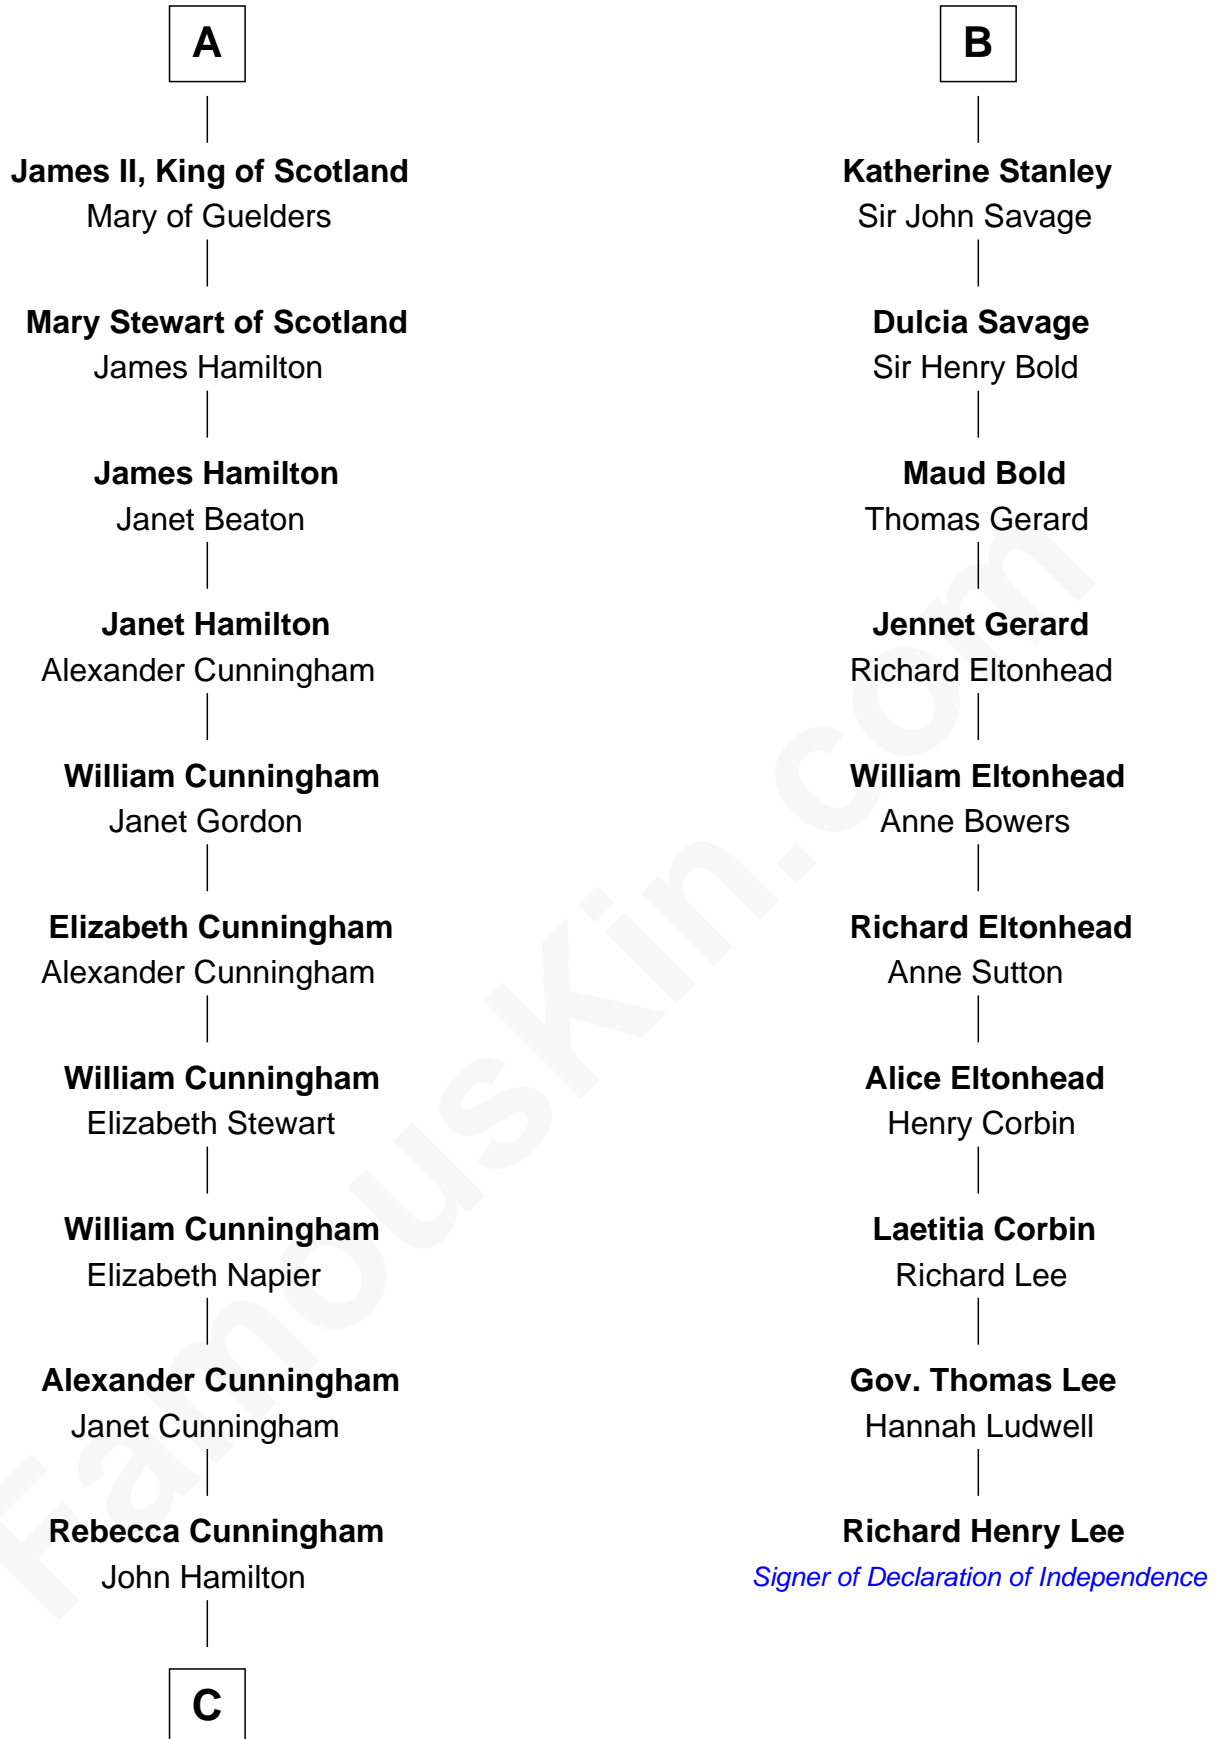 A
James II, King of Scotland
Mary of Guelders
Mary Stewart of Scotland
James Hamilton
James Hamilton
Janet Beaton
Janet Hamilton
Alexander Cunningham
William Cunningham
Janet Gordon
Elizabeth Cunningham
Alexander Cunningham
William Cunningham
Elizabeth Stewart
William Cunningham
Elizabeth Napier
Alexander Cunningham
Janet Cunningham
Rebecca Cunningham
John Hamilton
C
B
Katherine Stanley
Sir John Savage
Dulcia Savage
Sir Henry Bold
Maud Bold
Thomas Gerard
Jennet Gerard
Richard Eltonhead
William Eltonhead
Anne Bowers
Richard Eltonhead
Anne Sutton
Alice Eltonhead
Henry Corbin
Laetitia Corbin
Richard Lee
Gov. Thomas Lee
Hannah Ludwell
Richard Henry Lee
Signer of Declaration of Independence
FamousKin.com